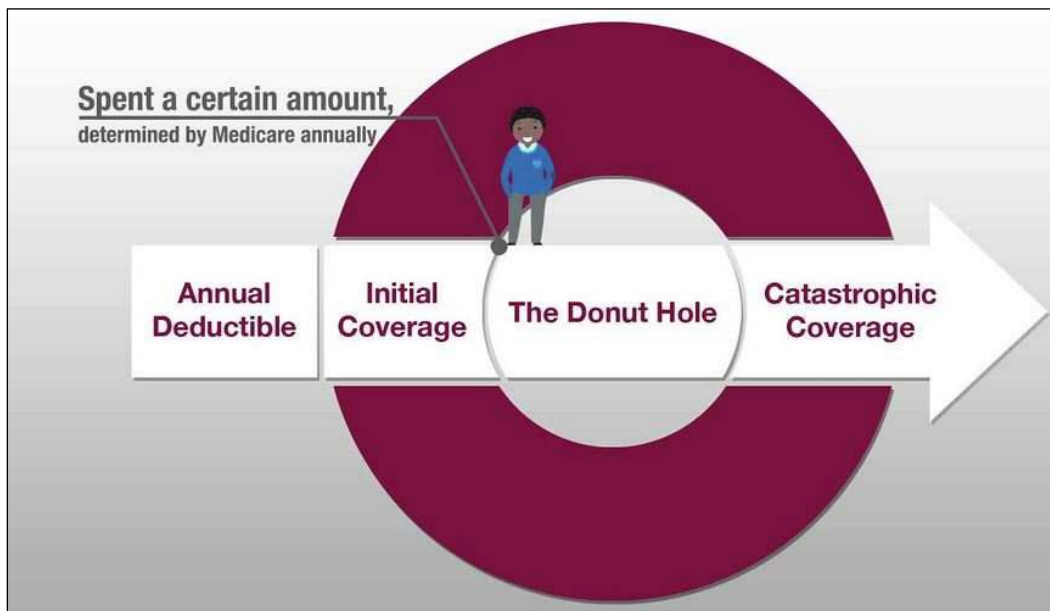 Spent a certain amount,
determined by Medicare annually
Annual
Deductible
Initial
Coverage
The Donut Hole
Catastrophic
Coverage